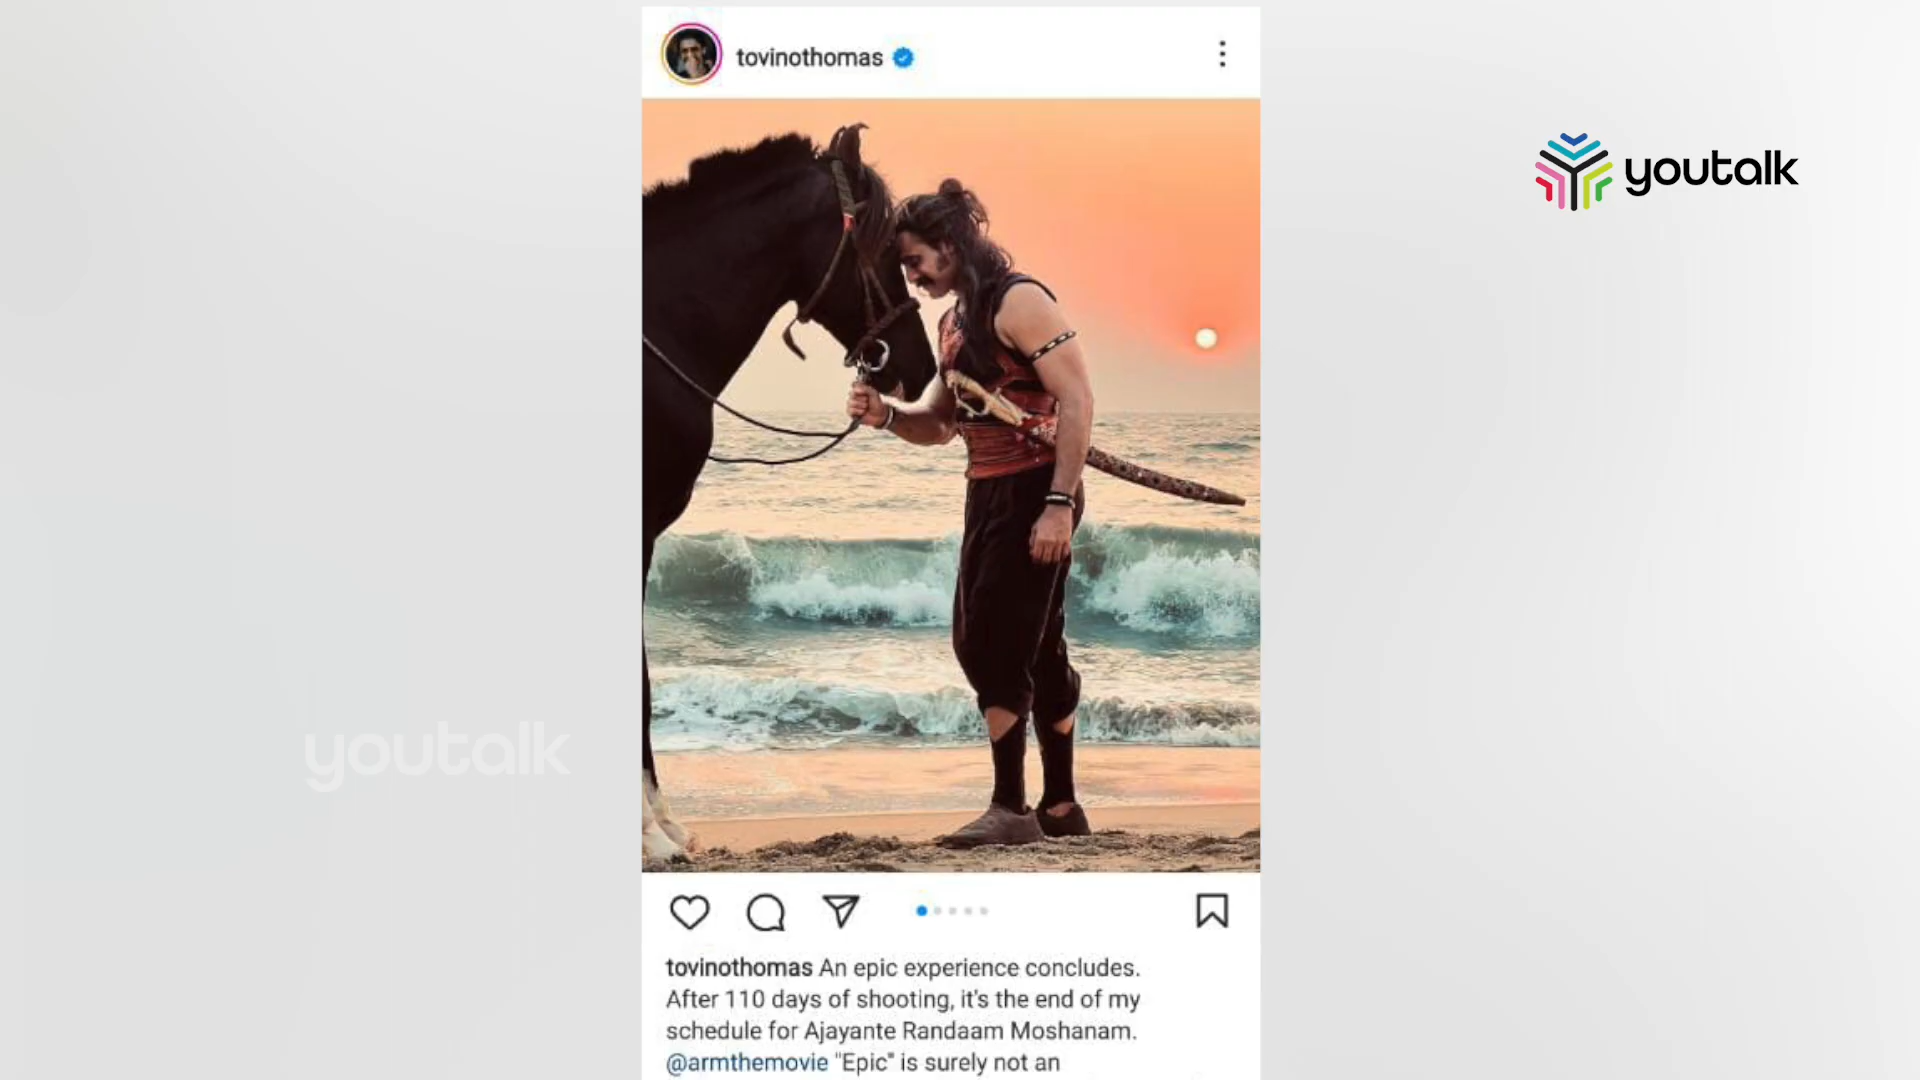 tovinothomas
youtalk
youtalk
tovinothomas An epic experience concludes.
After 110 days of shooting, it's the end of my
schedule for Ajayante Randaam Moshanam.
@armthemovie "Epic" is surely not an